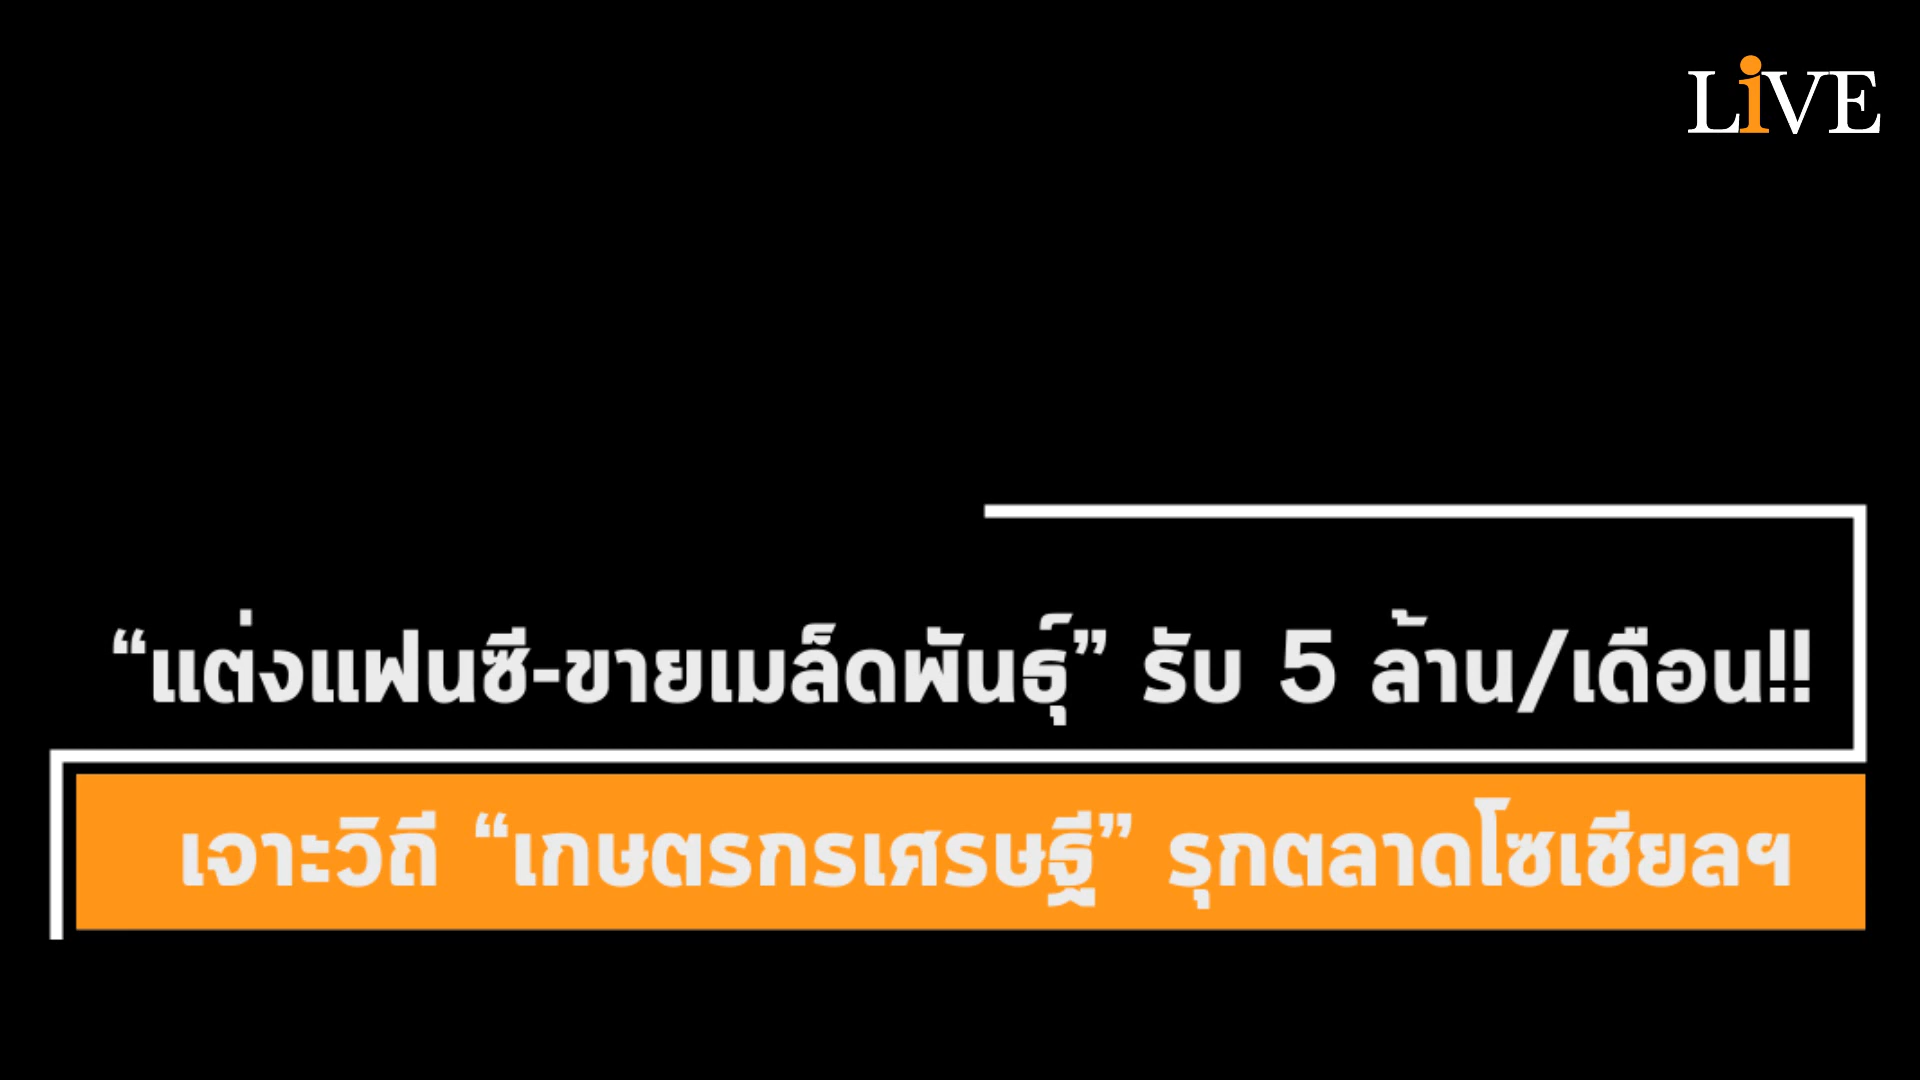 LiVE
“แต่งแฟนซี-ขายเมล็ดพันธุ์” รับ 5 ล้าน/เดือน!!
เจาะวิถี “เกษตรกรเศรษฐี” รุกตลาดโซเชียลฯ